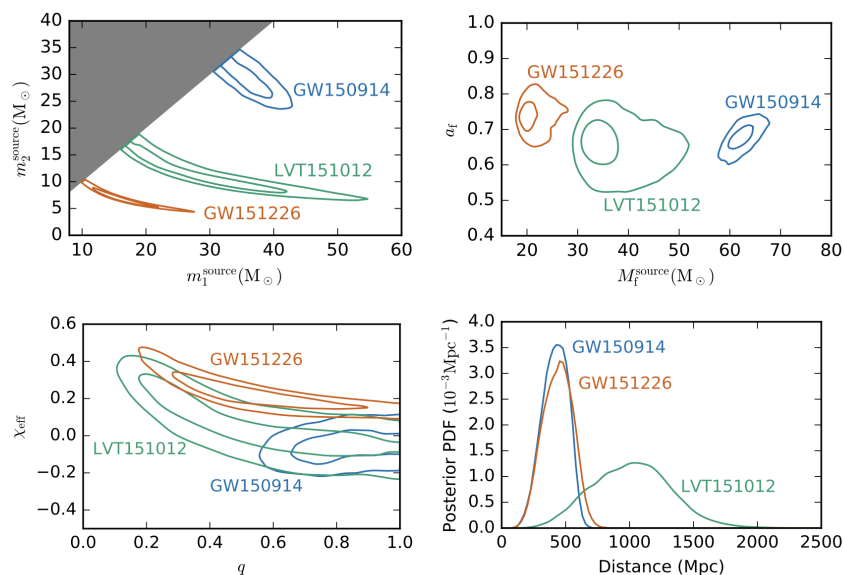 40
35
30
25
20
15
10
5
0
m₂^source (M⊙)
GW150914
LVT151012
GW151226
10 20 30 40 50 60
m₁^source (M⊙)
1.0
0.9
0.8
0.7
0.6
0.5
0.4
a_f
GW151226
GW150914
LVT151012
20 30 40 50 60 70 80
M_f^source (M⊙)
0.6
0.4
0.2
0.0
−0.2
−0.4
χ_eff
GW151226
LVT151012
GW150914
0.0 0.2 0.4 0.6 0.8 1.0
q
4.0
3.5
3.0
2.5
2.0
1.5
1.0
0.5
0.0
Posterior PDF (10⁻³Mpc⁻¹)
GW150914
GW151226
LVT151012
0 500 1000 1500 2000 2500
Distance (Mpc)